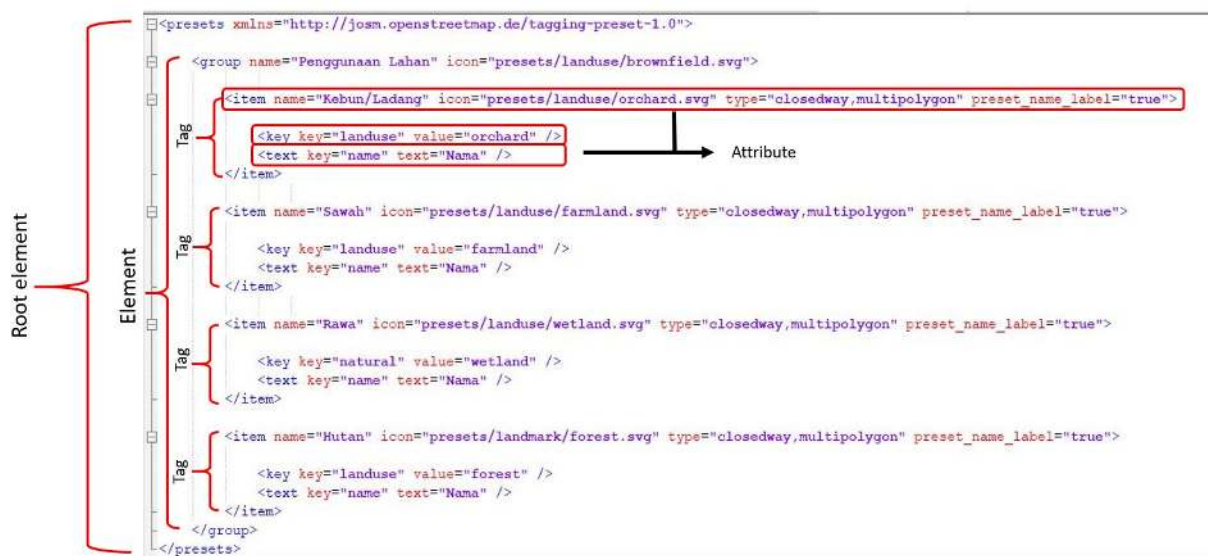 <presets xmlns="http://josm.openstreetmap.de/tagging-preset-1.0">
<group name="Penggunaan Lahan" icon="presets/landuse/brownfield.svg">
<item name="Kebun/Ladang" icon="presets/landuse/orchard.svg" type="closedway,multipolygon" preset_name_label="true">
<key key="landuse" value="orchard" />
<text key="name" text="Nama" />
</item>
<item name="Sawah" icon="presets/landuse/farmland.svg" type="closedway,multipolygon" preset_name_label="true">
<key key="landuse" value="farmland" />
<text key="name" text="Nama" />
</item>
<item name="Rawa" icon="presets/landuse/wetland.svg" type="closedway,multipolygon" preset_name_label="true">
<key key="natural" value="wetland" />
<text key="name" text="Nama" />
</item>
<item name="Hutan" icon="presets/landmark/forest.svg" type="closedway,multipolygon" preset_name_label="true">
<key key="landuse" value="forest" />
<text key="name" text="Nama" />
</item>
</group>
</presets>
Root element
Element
Tag
Tag
Tag
Tag
Attribute